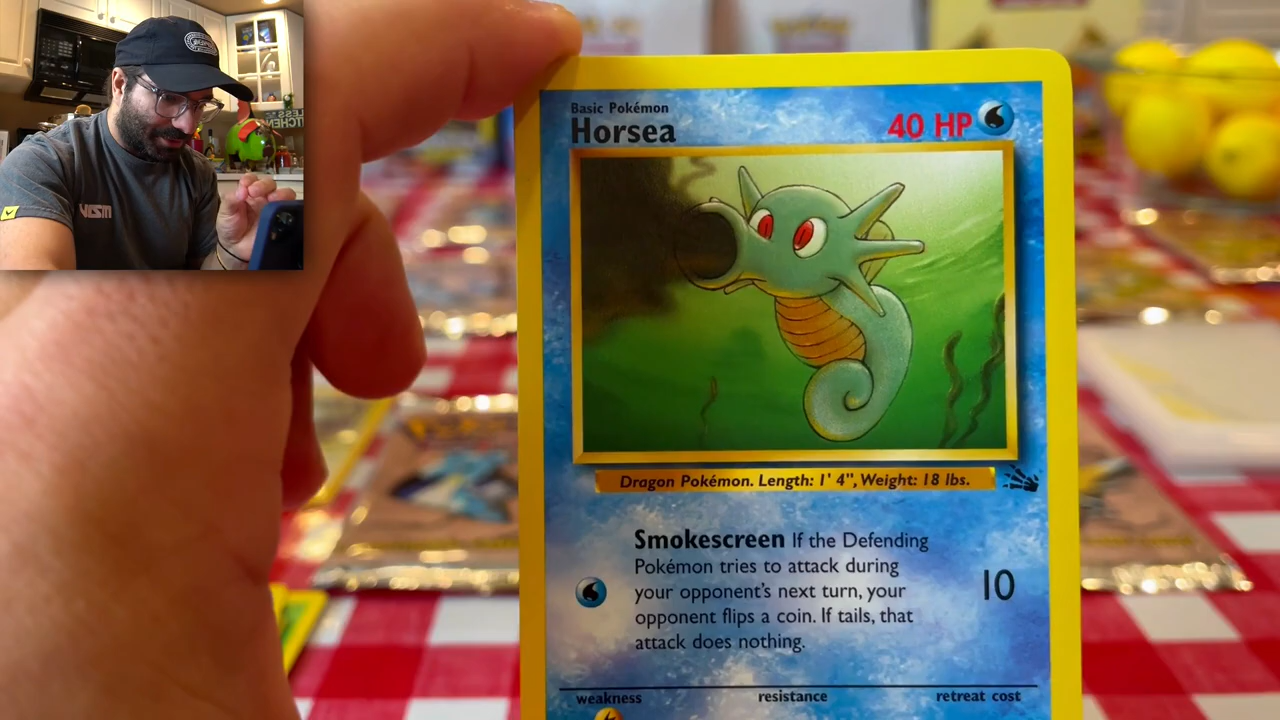 Basic Pokémon
Horsea
40 HP
Dragon Pokémon. Length: 1' 4", Weight: 18 lbs.
Smokescreen If the Defending
Pokémon tries to attack during
your opponent's next turn, your
opponent flips a coin. If tails, that
attack does nothing.
10
weakness resistance retreat cost